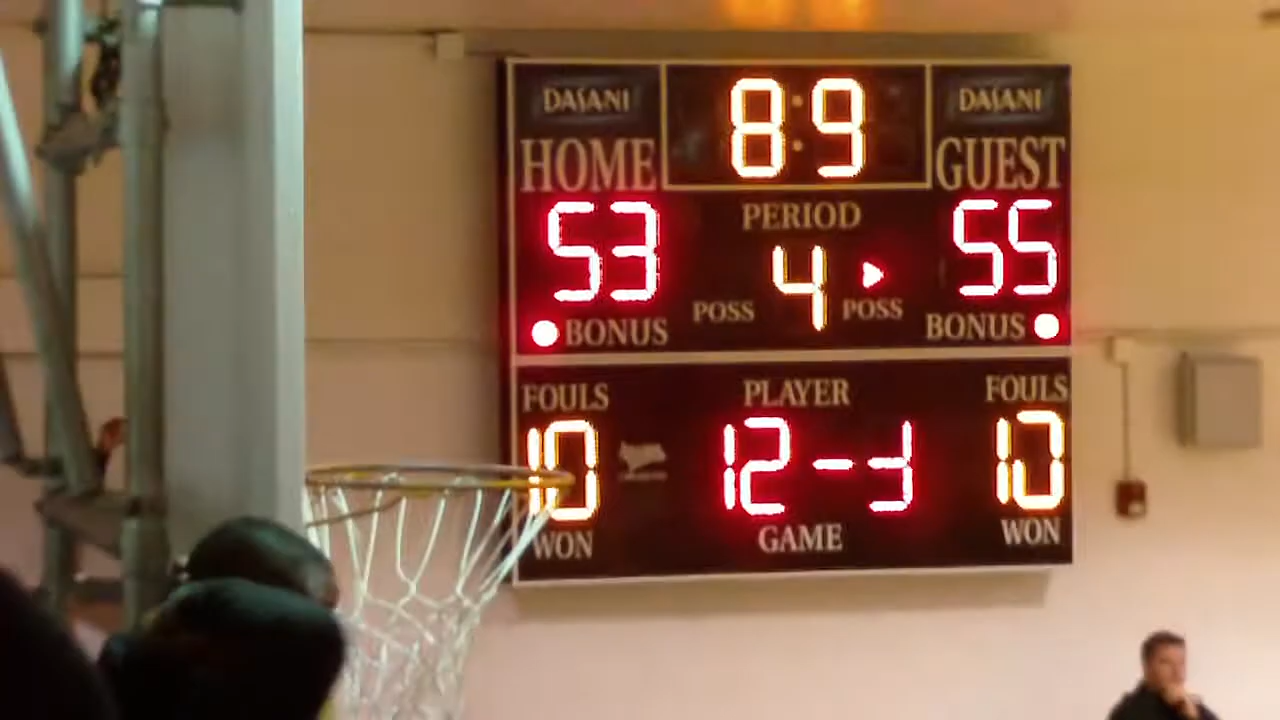 DASANI 8:9 DASANI
HOME GUEST
53 PERIOD 55
4
POSS POSS
BONUS BONUS
FOULS PLAYER FOULS
10 12-3 10
WON GAME WON